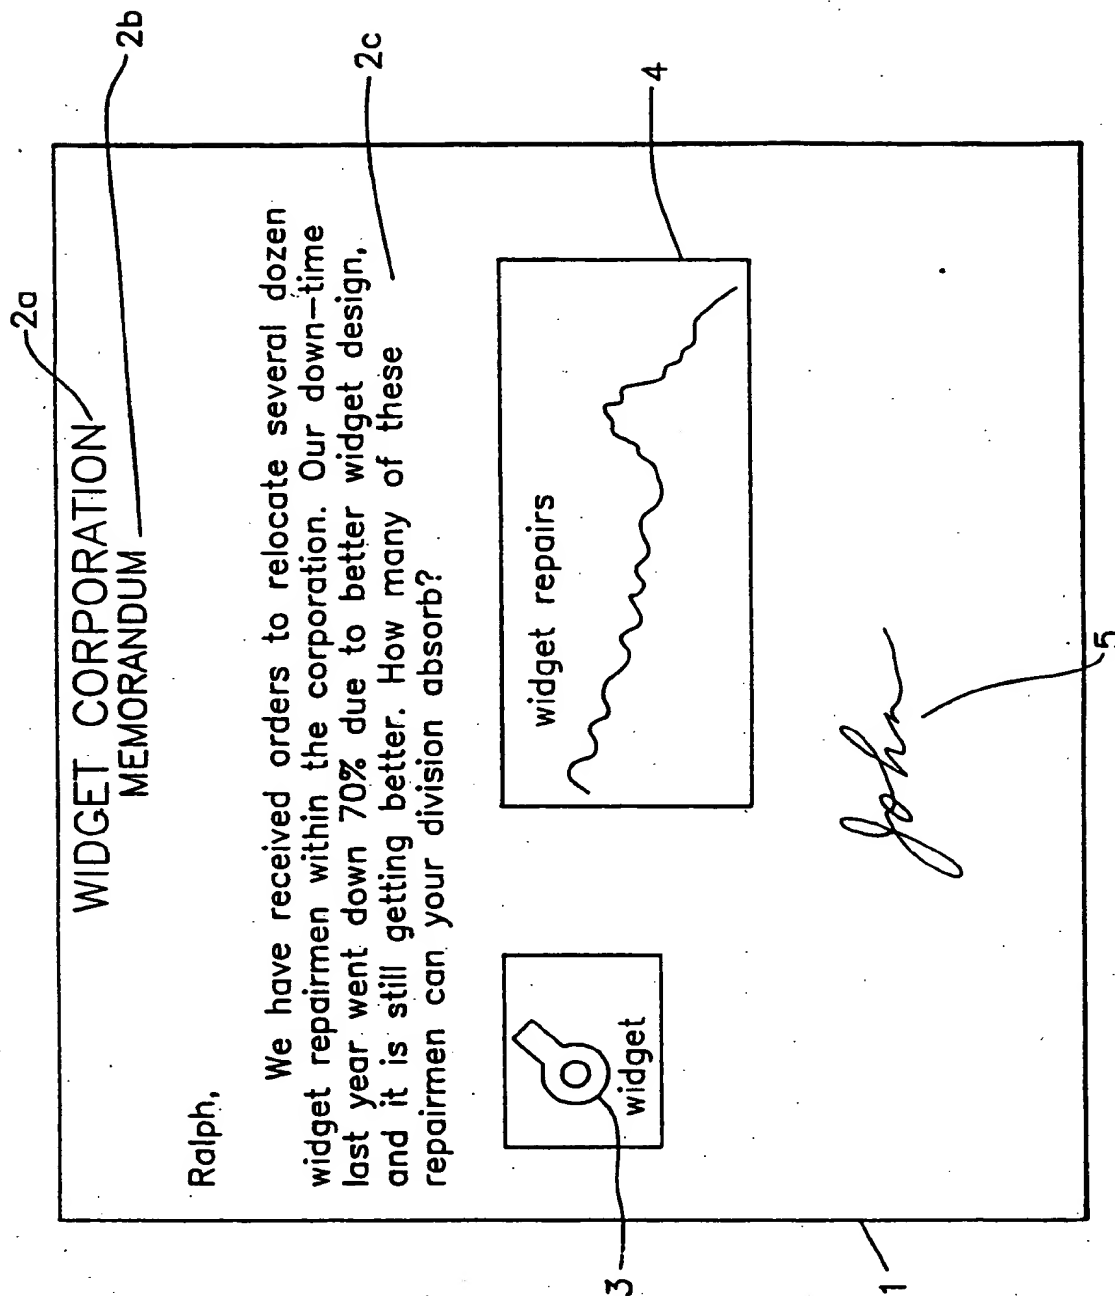 2a
WIDGET CORPORATION
2b
MEMORANDUM
Ralph,
We have received orders to relocate several dozen
widget repairmen within the corporation. Our down-time
last year went down 70% due to better widget design,
2c
and it is still getting better. How many of these
repairmen can your division absorb?
3
widget
4
widget repairs
John
5
1